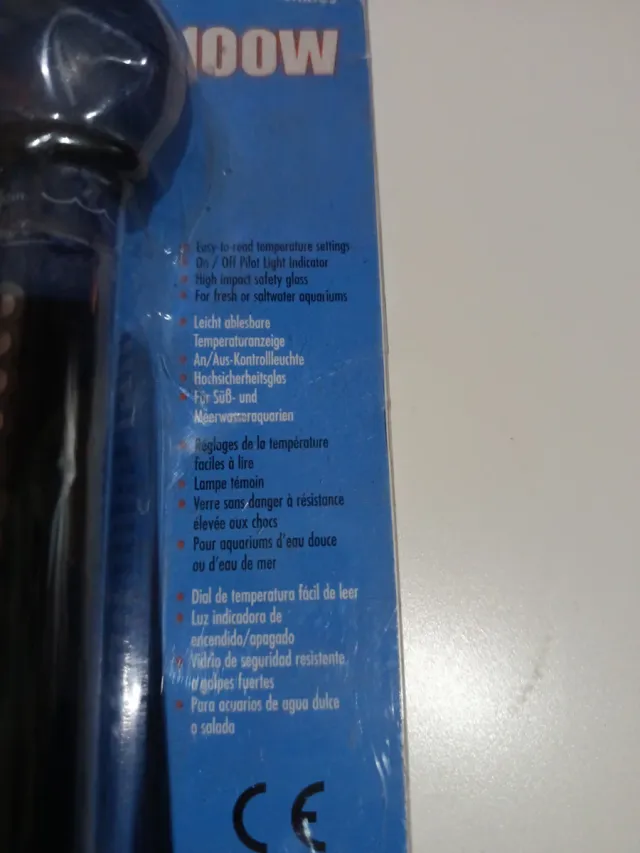 100W
• Easy-to-read temperature settings
• On / Off Pilot Light Indicator
• High impact safety glass
• For fresh or saltwater aquariums
• Leicht ablesbare
Temperaturanzeige
• An/Aus-Kontrollleuchte
• Hochsicherheitsglas
• Für Süß- und
Meerwasseraquarien
• Réglages de la température
faciles à lire
• Lampe témoin
• Verre sans danger à résistance
élevée aux chocs
• Pour aquariums d'eau douce
ou d'eau de mer
• Dial de temperatura fácil de leer
• Luz indicadora de
encendido/apagado
• Vidrio de seguridad resistente
a golpes fuertes
• Para acuarios de agua dulce
o salada
CE